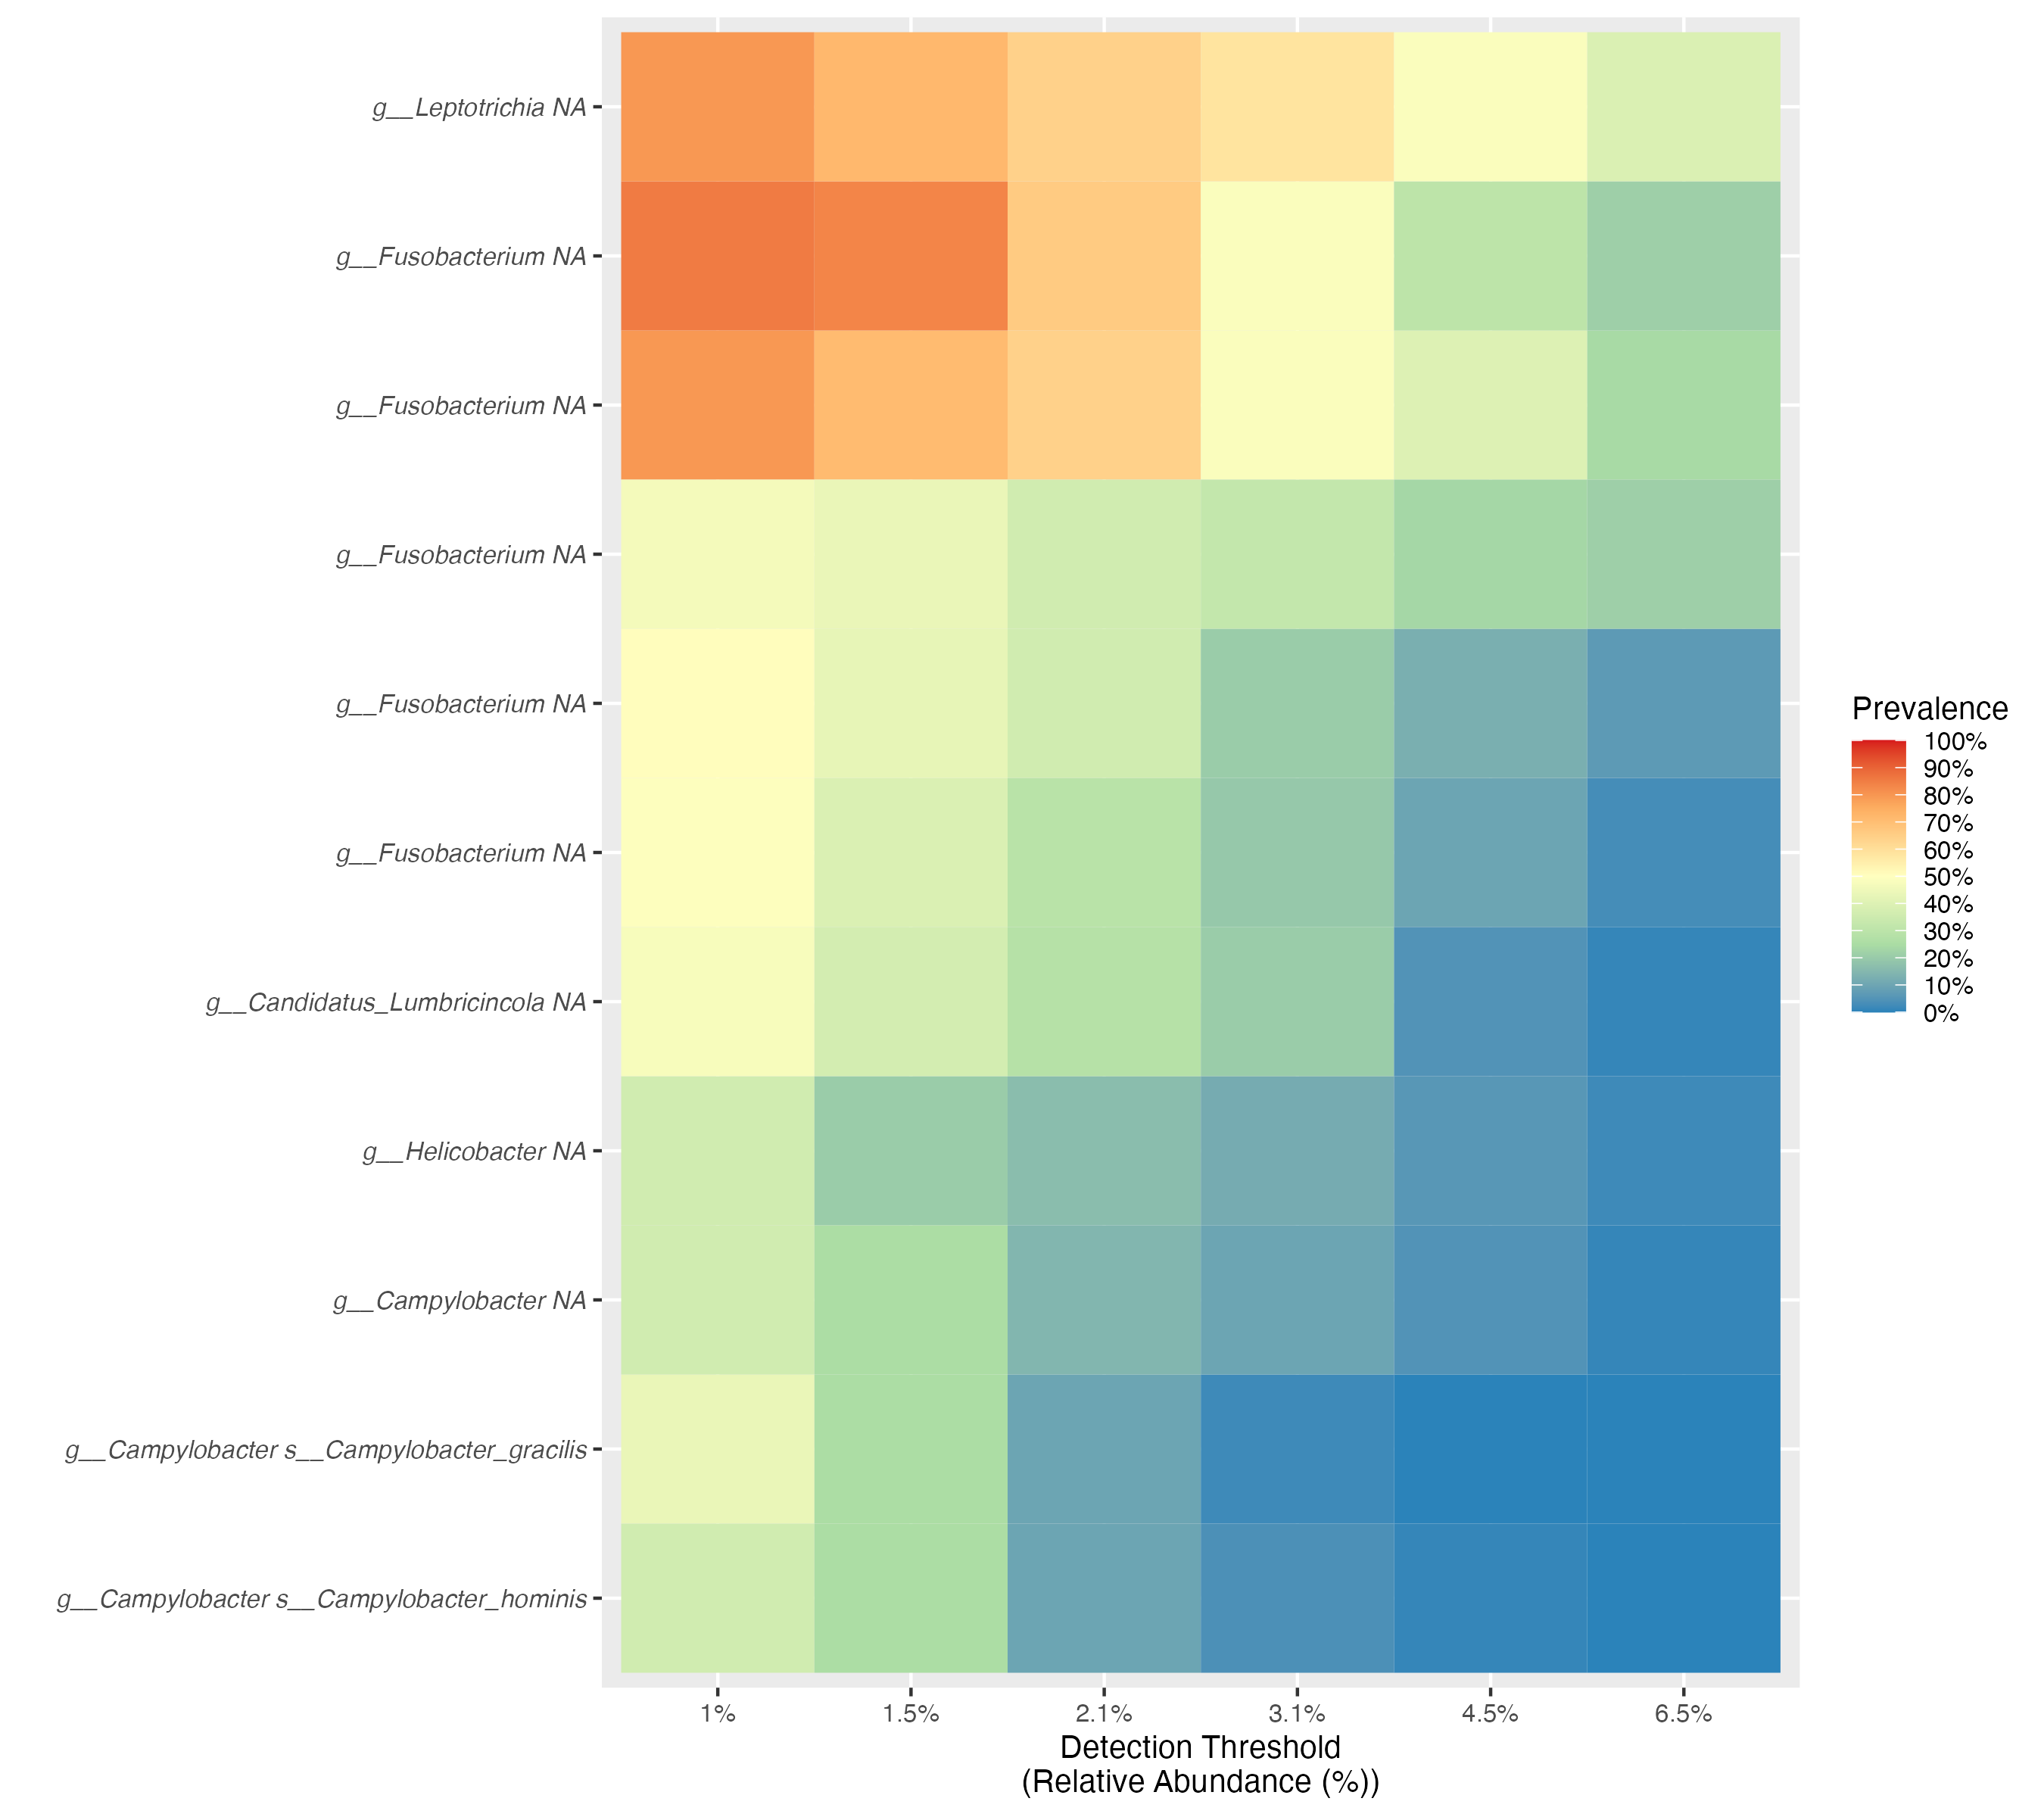 g__Leptotrichia NA
g__Fusobacterium NA
g__Fusobacterium NA
g__Fusobacterium NA
g__Fusobacterium NA
g__Fusobacterium NA
g__Candidatus_Lumbricincola NA
g__Helicobacter NA
g__Campylobacter NA
g__Campylobacter s__Campylobacter_gracilis
g__Campylobacter s__Campylobacter_hominis
1% 1.5% 2.1% 3.1% 4.5% 6.5%
Detection Threshold
(Relative Abundance (%))
Prevalence
100%
90%
80%
70%
60%
50%
40%
30%
20%
10%
0%